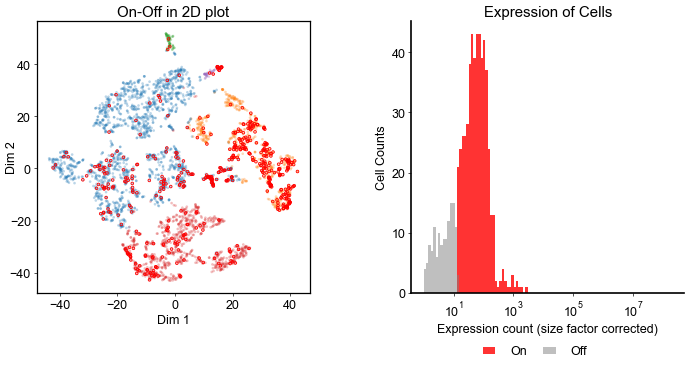 On-Off in 2D plot
Dim 2
40
20
0
−20
−40
−40 −20 0 20 40
Dim 1
Expression of Cells
Cell Counts
40
30
20
10
0
10^1 10^3 10^5 10^7
Expression count (size factor corrected)
On Off